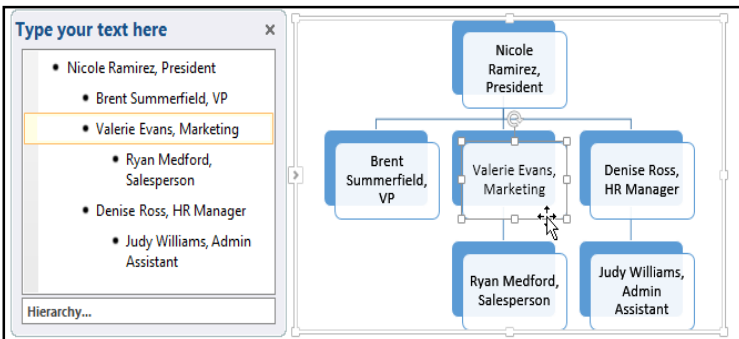 Type your text here
Nicole Ramirez, President
Brent Summerfield, VP
Valerie Evans, Marketing
Ryan Medford,
Salesperson
Denise Ross, HR Manager
Judy Williams, Admin
Assistant
Hierarchy...
Nicole
Ramirez,
President
Brent
Summerfield,
VP
Valerie Evans,
Marketing
Denise Ross,
HR Manager
Ryan Medford,
Salesperson
Judy Williams,
Admin
Assistant